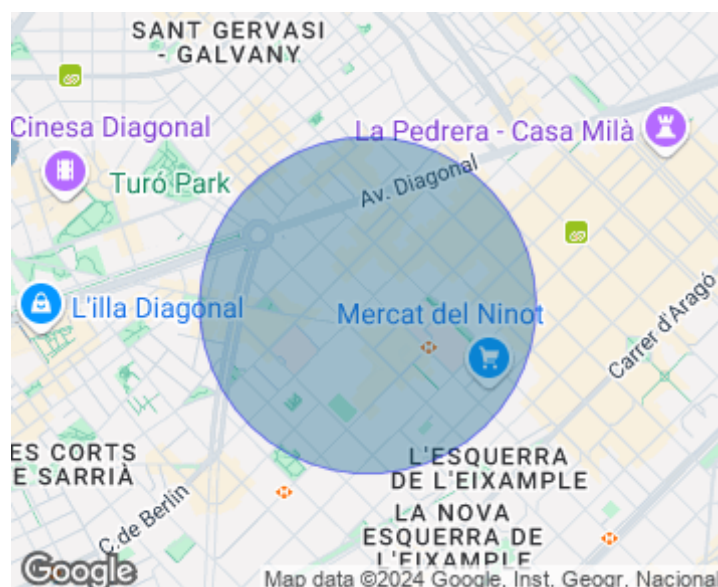 SANT GERVASI
- GALVANY
Cinesa Diagonal
La Pedrera - Casa Milà
Turó Park
Av. Diagonal
L'illa Diagonal
Mercat del Ninot
Carrer d'Aragó
ES CORTS
E SARRIÀ
L'ESQUERRA
DE L'EIXAMPLE
C. de Berlín
LA NOVA
ESQUERRA DE
L'EIXAMPLE
Google
Map data ©2024 Google, Inst. Geogr. Nacional